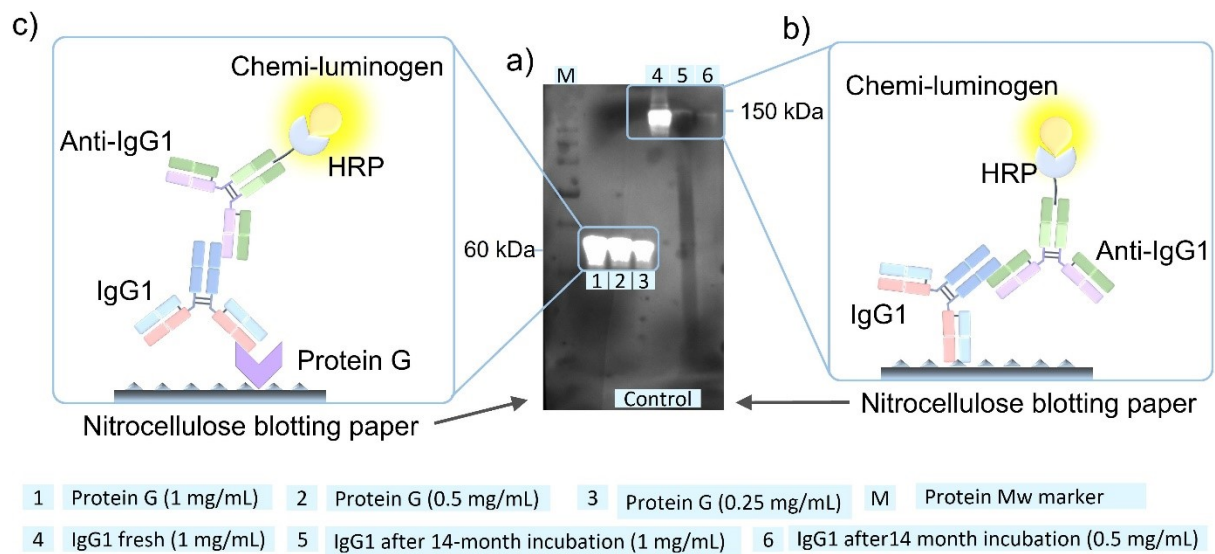 c)
Chemi-luminogen
Anti-IgG1
HRP
IgG1
Protein G
Nitrocellulose blotting paper
a)
M
4 5 6
150 kDa
60 kDa
1 2 3
Control
b)
Chemi-luminogen
HRP
Anti-IgG1
IgG1
Nitrocellulose blotting paper
1 Protein G (1 mg/mL) 2 Protein G (0.5 mg/mL) 3 Protein G (0.25 mg/mL) M Protein Mw marker
4 IgG1 fresh (1 mg/mL) 5 IgG1 after 14-month incubation (1 mg/mL) 6 IgG1 after14 month incubation (0.5 mg/mL)